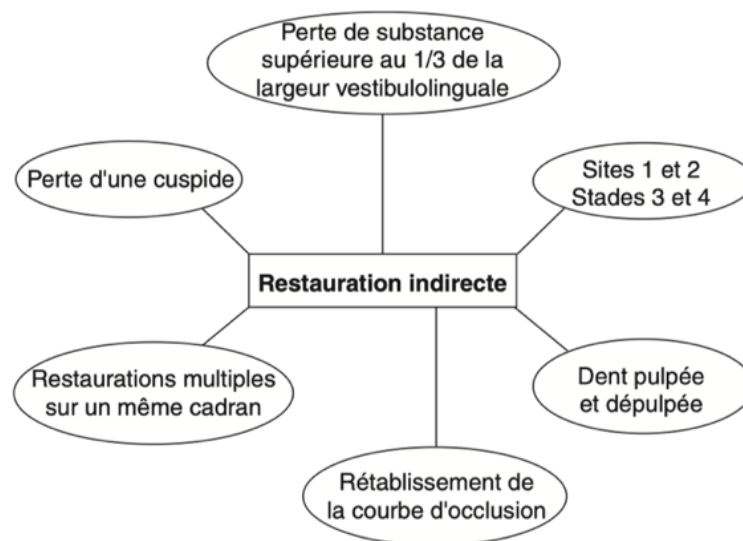 Perte de substance
supérieure au 1/3 de la
largeur vestibulolinguale
Perte d'une cuspide
Sites 1 et 2
Stades 3 et 4
Restauration indirecte
Restaurations multiples
sur un même cadran
Dent pulpée
et dépulpée
Rétablissement de
la courbe d'occlusion